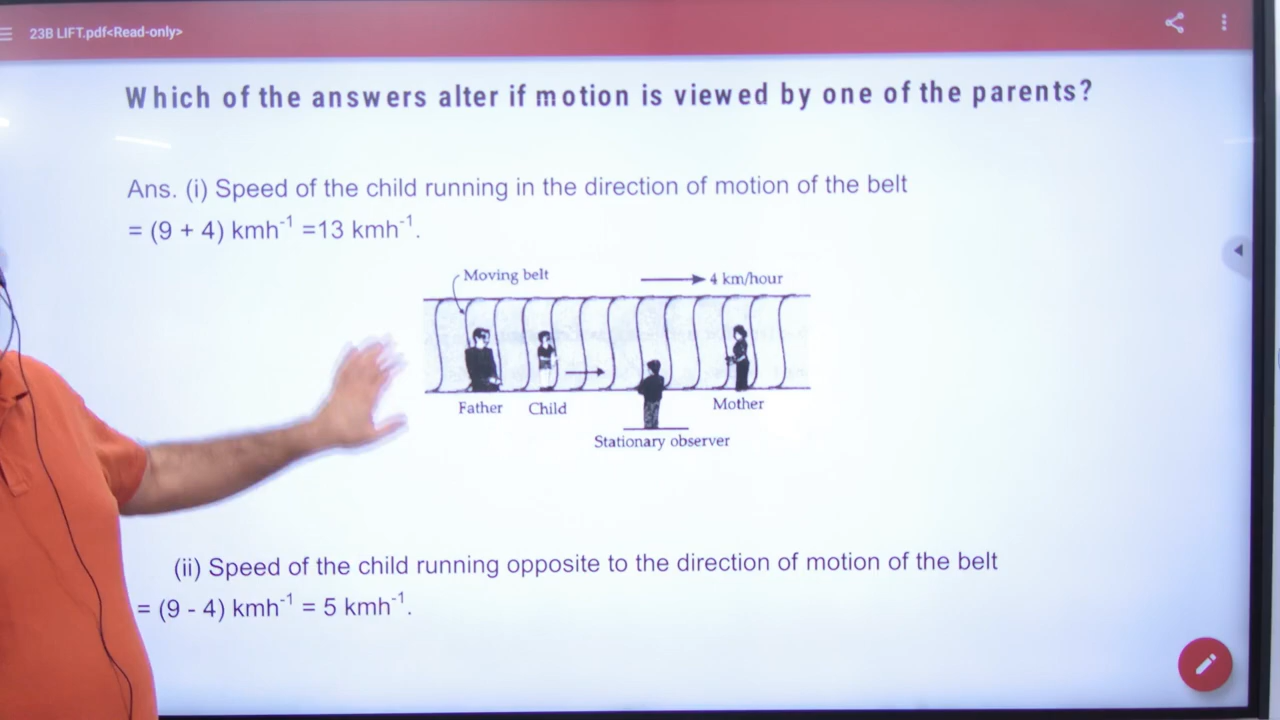 23B LIFT.pdf<Read-only>
Which of the answers alter if motion is viewed by one of the parents?
Ans. (i) Speed of the child running in the direction of motion of the belt
= (9 + 4) kmh⁻¹ =13 kmh⁻¹.
Moving belt
4 km/hour
Father
Child
Mother
Stationary observer
(ii) Speed of the child running opposite to the direction of motion of the belt
= (9 - 4) kmh⁻¹ = 5 kmh⁻¹.